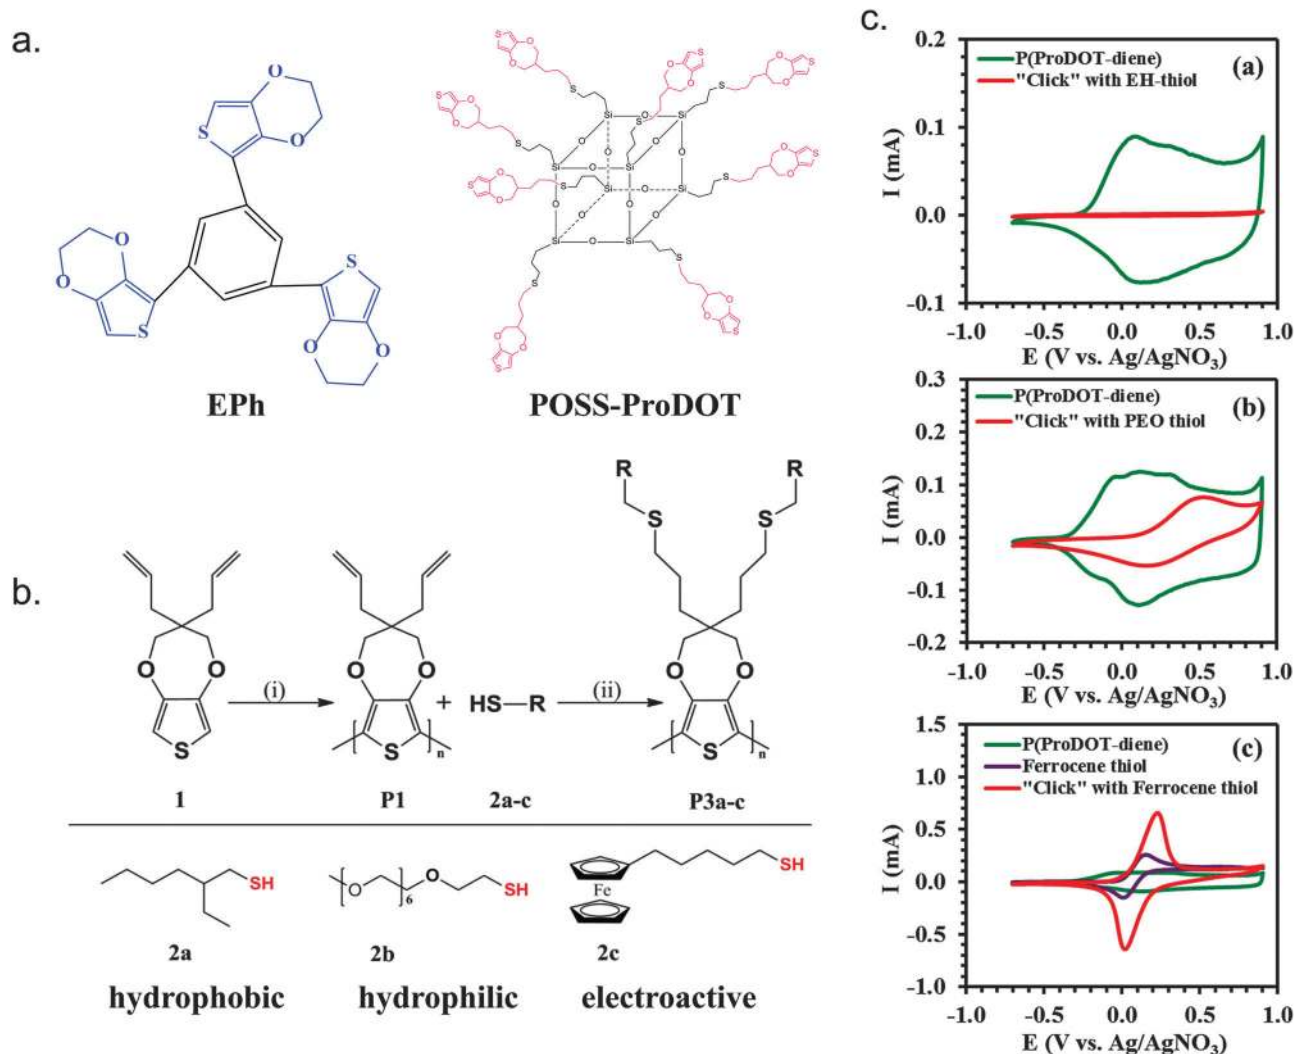 a.
EPh
POSS-ProDOT
b.
(i)
+
HS—R
(ii)
1
P1
2a-c
P3a-c
SH
O
6
O
SH
Fe
SH
2a
2b
2c
hydrophobic
hydrophilic
electroactive
c.
(a)
P(ProDOT-diene)
"Click" with EH-thiol
I (mA)
0.2
0.1
0.0
-0.1
-1.0 -0.5 0.0 0.5 1.0
E (V vs. Ag/AgNO₃)
(b)
P(ProDOT-diene)
"Click" with PEO thiol
I (mA)
0.3
0.2
0.1
0.0
-0.1
-0.2
-1.0 -0.5 0.0 0.5 1.0
E (V vs. Ag/AgNO₃)
(c)
P(ProDOT-diene)
Ferrocene thiol
"Click" with Ferrocene thiol
I (mA)
1.5
1.0
0.5
0.0
-0.5
-1.0
-1.0 -0.5 0.0 0.5 1.0
E (V vs. Ag/AgNO₃)